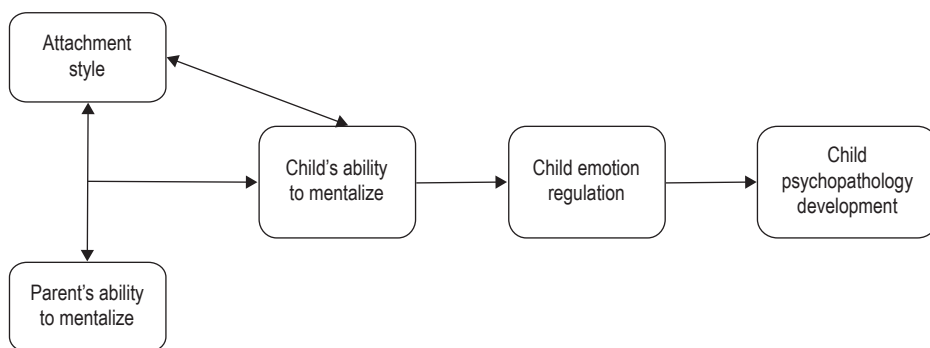 Attachment
style
Child’s ability
to mentalize
Child emotion
regulation
Child
psychopathology
development
Parent’s ability
to mentalize